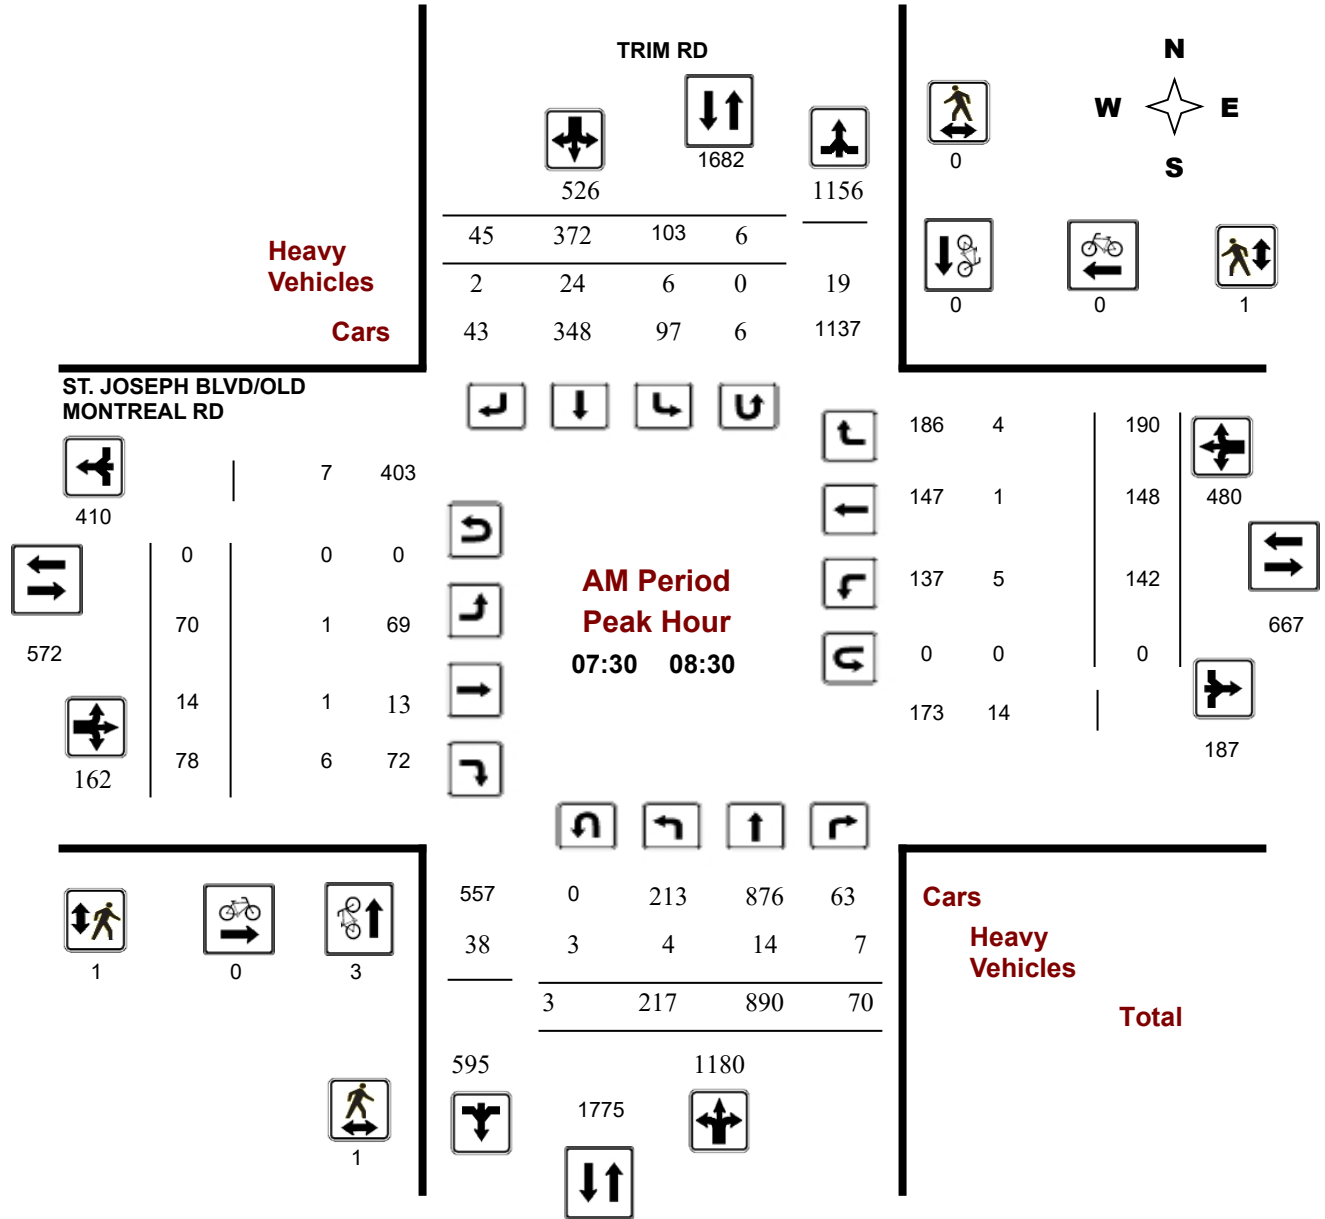 TRIM RD
N
W E
S
1682
0
526 1156
45 372 103 6
Heavy
Vehicles
2 24 6 0 19
0 0 1
Cars
43 348 97 6 1137
ST. JOSEPH BLVD/OLD
MONTREAL RD
186 4 190
7 403
410
147 1 148 480
0 0 0
AM Period
137 5 142
Peak Hour
70 1 69 667
572
07:30 08:30
0 0 0
14 1 13
173 14
187
78 6 72
162
557 0 213 876 63
Cars
38 3 4 14 7
Heavy
Vehicles
1 0 3
3 217 890 70
Total
595 1180
1775
1